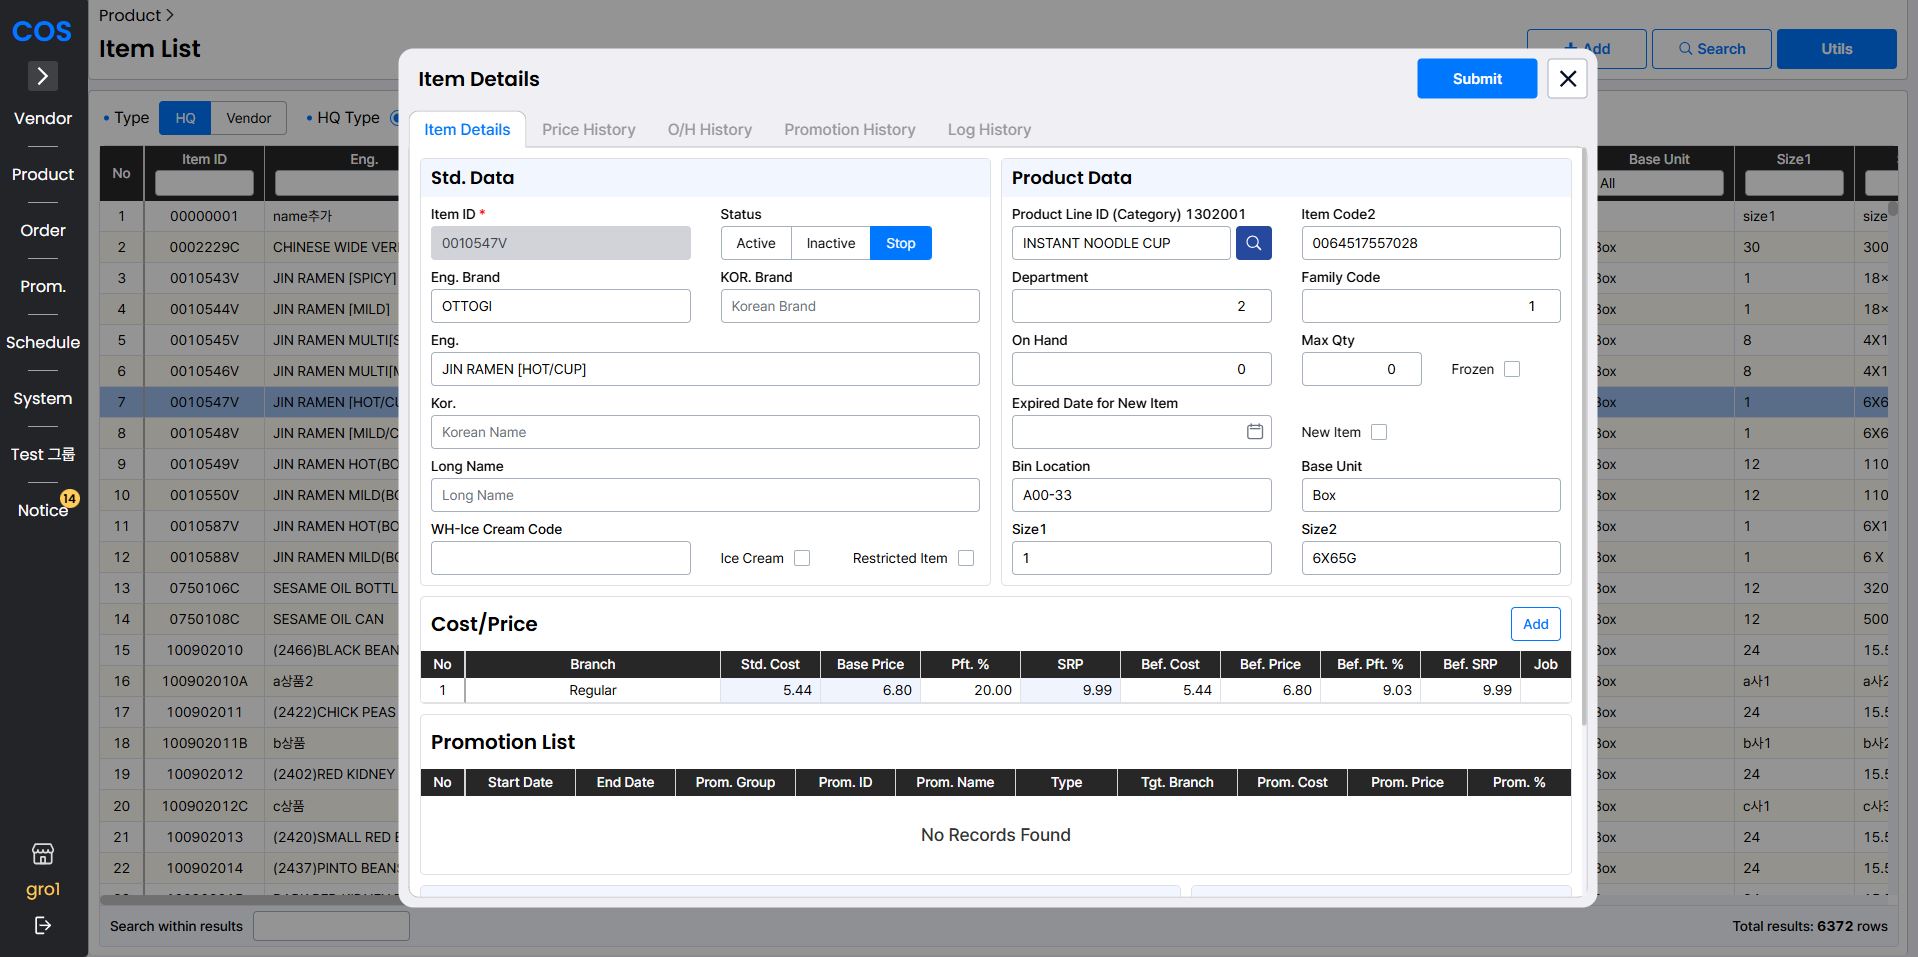 COS
Vendor
Product
Order
Prom.
Schedule
System
Test 그룹
Notice
14
gro1
Product
Item List
Add
Search
Utils
Type
HQ
Vendor
HQ Type
No
Item ID
Eng.
Base Unit
Size1
All
1 00000001 name추가 size1 size
2 0002229C CHINESE WIDE Box 30 300
3 0010543V JIN RAMEN [SPICY] Box 1 18×
4 0010544V JIN RAMEN [MILD] Box 1 18×
5 0010545V JIN RAMEN Box 8 4X1
6 0010546V JIN RAMEN Box 8 4X1
7 0010547V JIN RAMEN Box 1 6X6
8 0010548V JIN RAMEN Box 1 6X6
9 0010549V JIN RAMEN Box 12 110
10 0010550V JIN RAMEN Box 12 110
11 0010587V JIN RAMEN Box 1 6X1
12 0010588V JIN RAMEN Box 1 6 X
13 0750106C SESAME OIL BOTTL Box 12 320
14 0750108C SESAME OIL CAN Box 12 500
15 100902010 (2466)BLACK BEAN Box 24 15.5
16 100902010A a상품2 Box a사1 a사2
17 100902011 (2422)CHICK PEAS Box 24 15.5
18 100902011B b상품 Box b사1 b사2
19 100902012 (2402)RED KIDNEY Box 24 15.5
20 100902012C c상품 Box c사1 c사3
21 100902013 (2420)SMALL RED Box 24 15.5
22 100902014 (2437)PINTO BEAN Box 24 15.5
Search within results
Total results: 6372 rows
Item Details
Submit
Item Details
Price History
O/H History
Promotion History
Log History
Std. Data
Item ID *
Status
0010547V
Active
Inactive
Stop
Eng. Brand
KOR. Brand
OTTOGI
Korean Brand
Eng.
JIN RAMEN [HOT/CUP]
Kor.
Korean Name
Long Name
Long Name
WH-Ice Cream Code
Ice Cream
Restricted Item
Product Data
Product Line ID (Category) 1302001
Item Code2
INSTANT NOODLE CUP
0064517557028
Department
Family Code
2
1
On Hand
Max Qty
0
0
Frozen
Expired Date for New Item
New Item
Bin Location
Base Unit
A00-33
Box
Size1
Size2
1
6X65G
Cost/Price
Add
No Branch Std. Cost Base Price Pft. % SRP Bef. Cost Bef. Price Bef. Pft. % Bef. SRP Job
1 Regular 5.44 6.80 20.00 9.99 5.44 6.80 9.03 9.99
Promotion List
No Start Date End Date Prom. Group Prom. ID Prom. Name Type Tgt. Branch Prom. Cost Prom. Price Prom. %
No Records Found